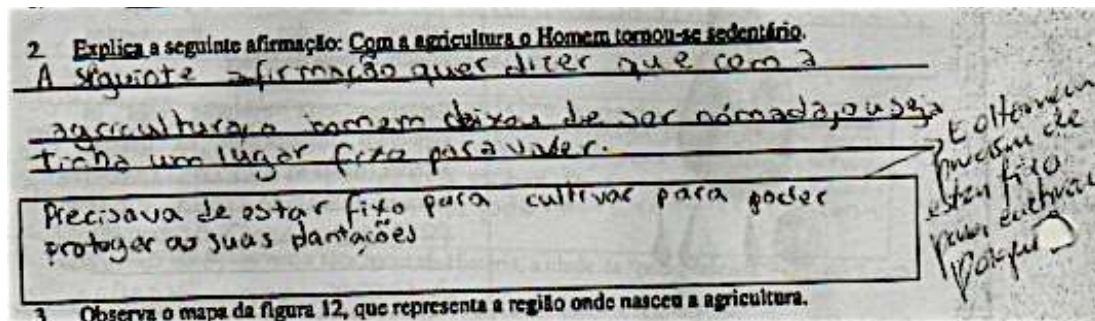 2 Explica a seguinte afirmação: Com a agricultura o Homem tornou-se sedentário.
A seguinte afirmação quer dizer que com a
agricultura, o homem deixou de ser nómada, ou seja
tinha um lugar fixo para viver.
E o Homem
precisou de
estar fixo
para cultivar
porque
Precisava de estar fixo para cultivar para poder
proteger as suas plantações
3 Observa o mapa da figura 12, que representa a região onde nasceu a agricultura.